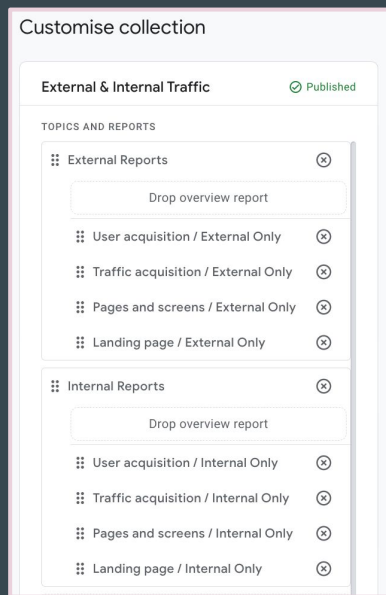 Customise collection
External & Internal Traffic
Published
TOPICS AND REPORTS
External Reports
Drop overview report
User acquisition / External Only
Traffic acquisition / External Only
Pages and screens / External Only
Landing page / External Only
Internal Reports
Drop overview report
User acquisition / Internal Only
Traffic acquisition / Internal Only
Pages and screens / Internal Only
Landing page / Internal Only